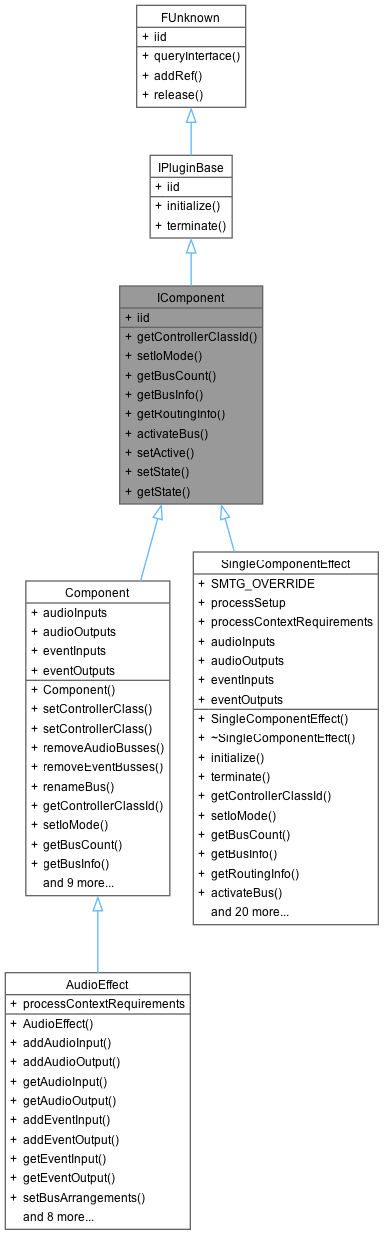 FUnknown
+ iid
+ queryInterface()
+ addRef()
+ release()
IPluginBase
+ iid
+ initialize()
+ terminate()
IComponent
+ iid
+ getControllerClassId()
+ setIoMode()
+ getBusCount()
+ getBusInfo()
+ getRoutingInfo()
+ activateBus()
+ setActive()
+ setState()
+ getState()
Component
+ audioInputs
+ audioOutputs
+ eventInputs
+ eventOutputs
+ Component()
+ setControllerClass()
+ setControllerClass()
+ removeAudioBusses()
+ removeEventBusses()
+ renameBus()
+ getControllerClassId()
+ setIoMode()
+ getBusCount()
+ getBusInfo()
and 9 more...
SingleComponentEffect
+ SMTG_OVERRIDE
+ processSetup
+ processContextRequirements
+ audioInputs
+ audioOutputs
+ eventInputs
+ eventOutputs
+ SingleComponentEffect()
+ ~SingleComponentEffect()
+ initialize()
+ terminate()
+ getControllerClassId()
+ setIoMode()
+ getBusCount()
+ getBusInfo()
+ getRoutingInfo()
+ activateBus()
and 20 more...
AudioEffect
+ processContextRequirements
+ AudioEffect()
+ addAudioInput()
+ addAudioOutput()
+ getAudioInput()
+ getAudioOutput()
+ addEventInput()
+ addEventOutput()
+ getEventInput()
+ getEventOutput()
+ setBusArrangements()
and 8 more...